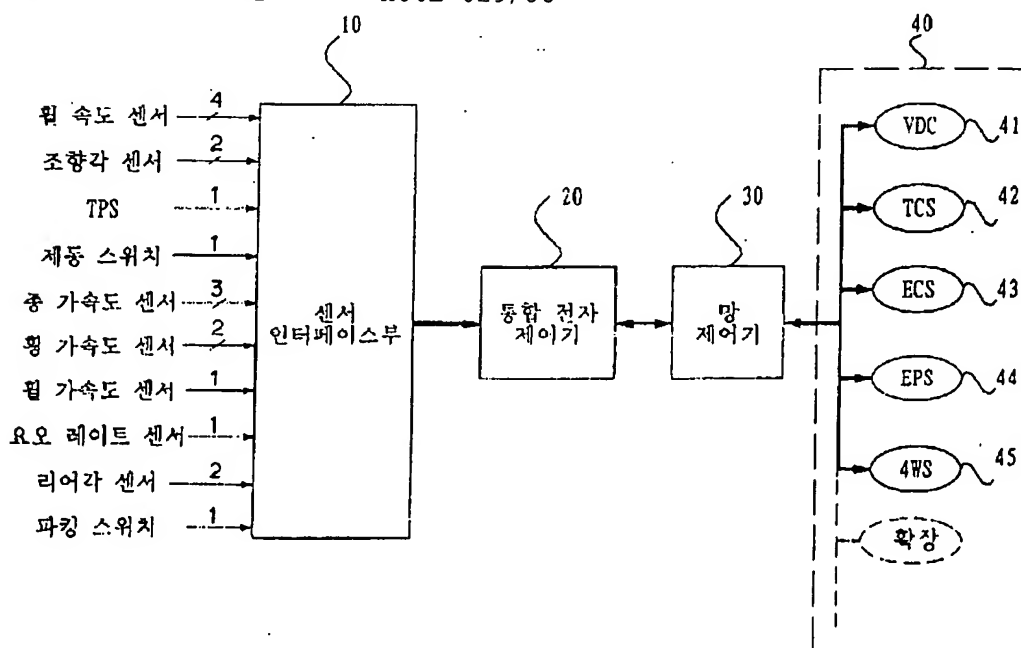 10
40
휠 속도 센서
4
조향각 센서
2
TPS
1
제동 스위치
1
종 가속도 센서
3
횡 가속도 센서
2
휠 가속도 센서
1
요오 레이트 센서
1
리어각 센서
2
파킹 스위치
1
센서
인터페이스부
20
통합 전자
제어기
30
망
제어기
VDC
41
TCS
42
ECS
43
EPS
44
4WS
45
확장